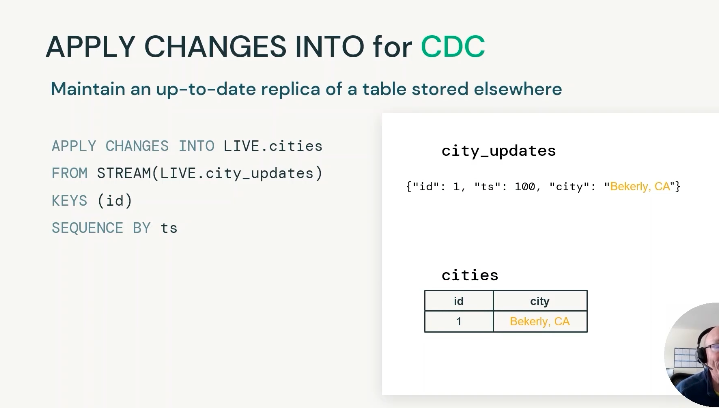 APPLY CHANGES INTO for CDC
Maintain an up-to-date replica of a table stored elsewhere
APPLY CHANGES INTO LIVE.cities
FROM STREAM(LIVE.city_updates)
KEYS (id)
SEQUENCE BY ts
city_updates
{"id": 1, "ts": 100, "city": "Bekerly, CA"}
cities
id city
1 Bekerly, CA